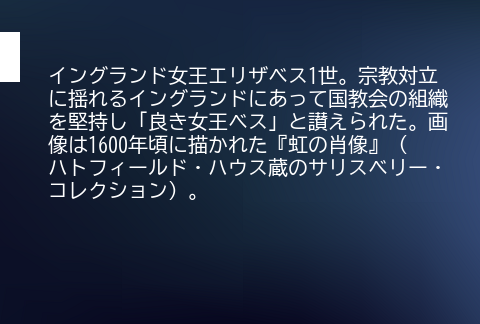 イングランド女王エリザベス1世。宗教対立
に揺れるイングランドにあって国教会の組織
を堅持し「良き女王ベス」と讃えられた。画
像は1600年頃に描かれた『虹の肖像』（
ハトフィールド・ハウス蔵のサリスベリー・
コレクション）。